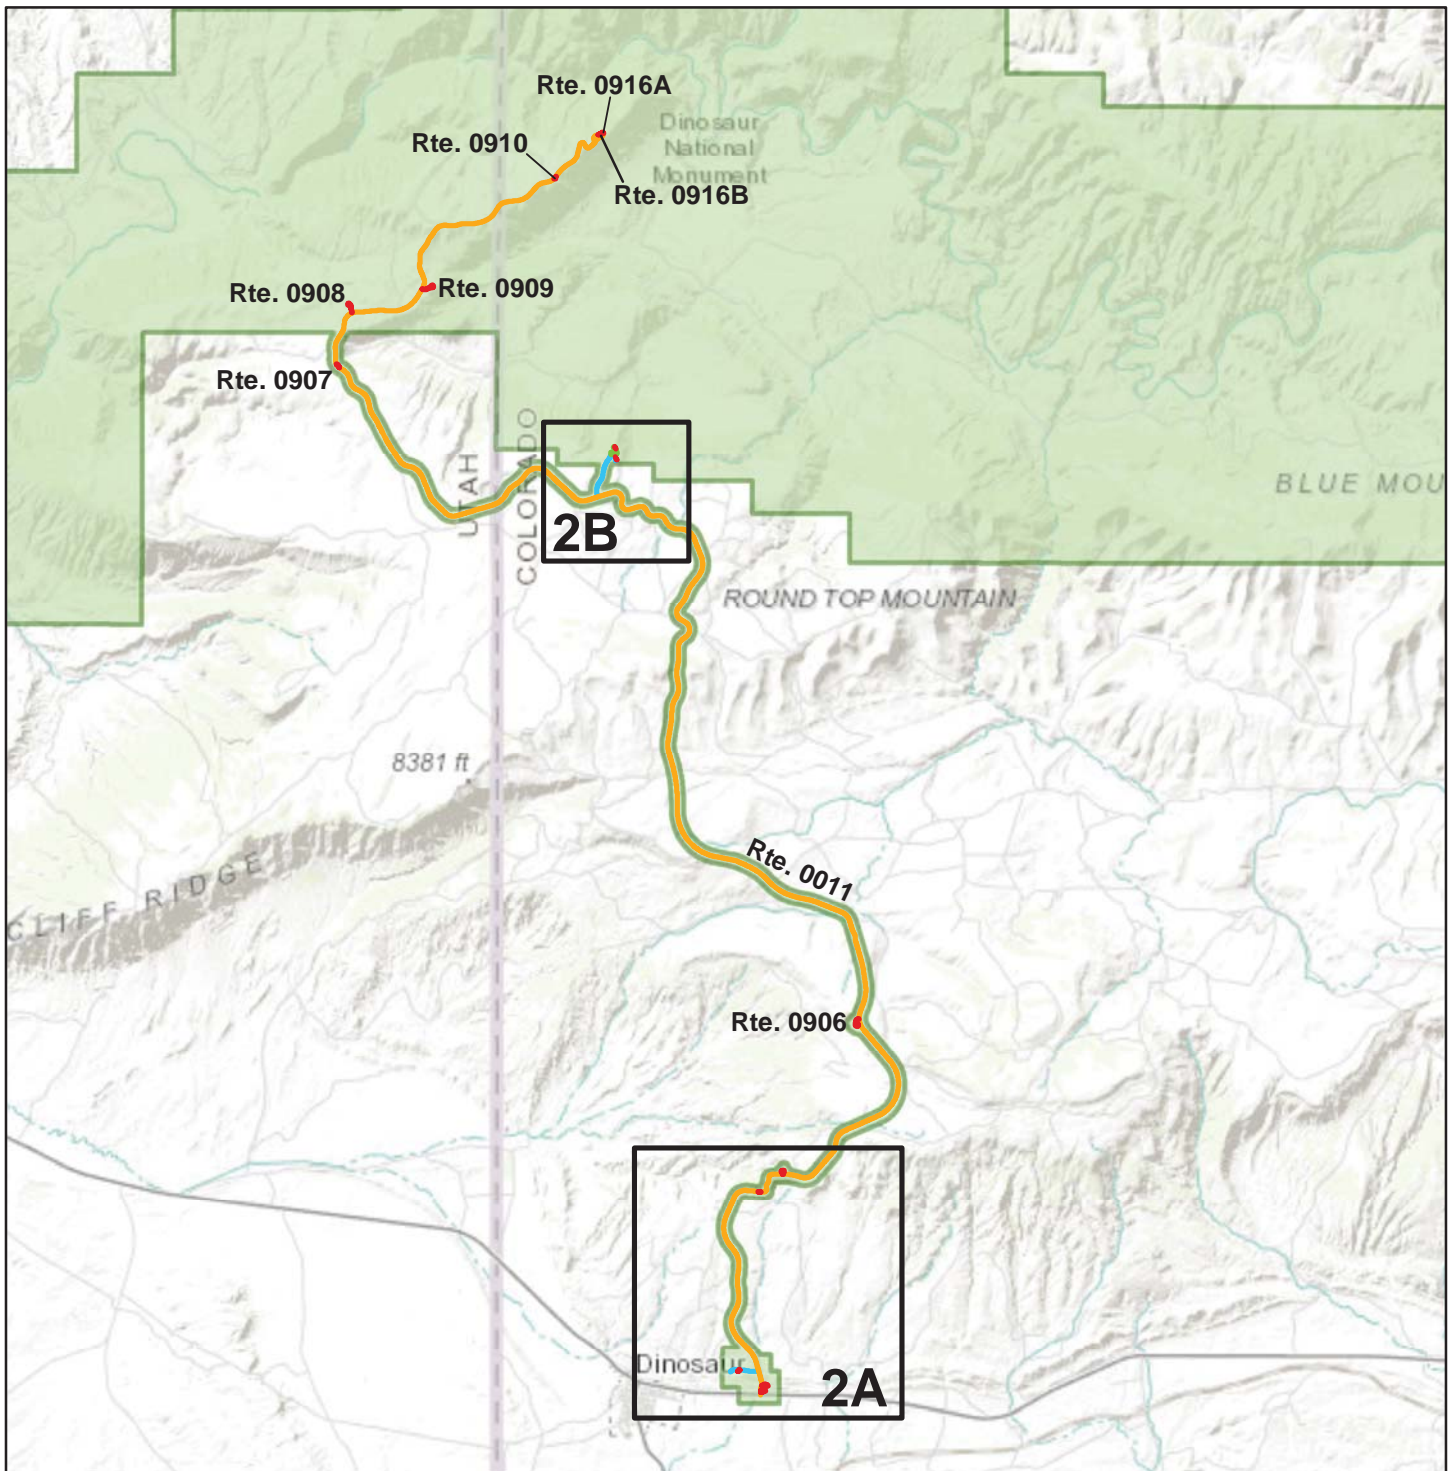 Rte. 0916A
Dinosaur
National
Monument
Rte. 0910
Rte. 0916B
Rte. 0908
Rte. 0909
Rte. 0907
UTAH
COLORADO
2B
BLUE MOU
ROUND TOP MOUNTAIN
8381 ft
CLIFF RIDGE
Rte. 0011
Rte. 0906
Dinosaur
2A